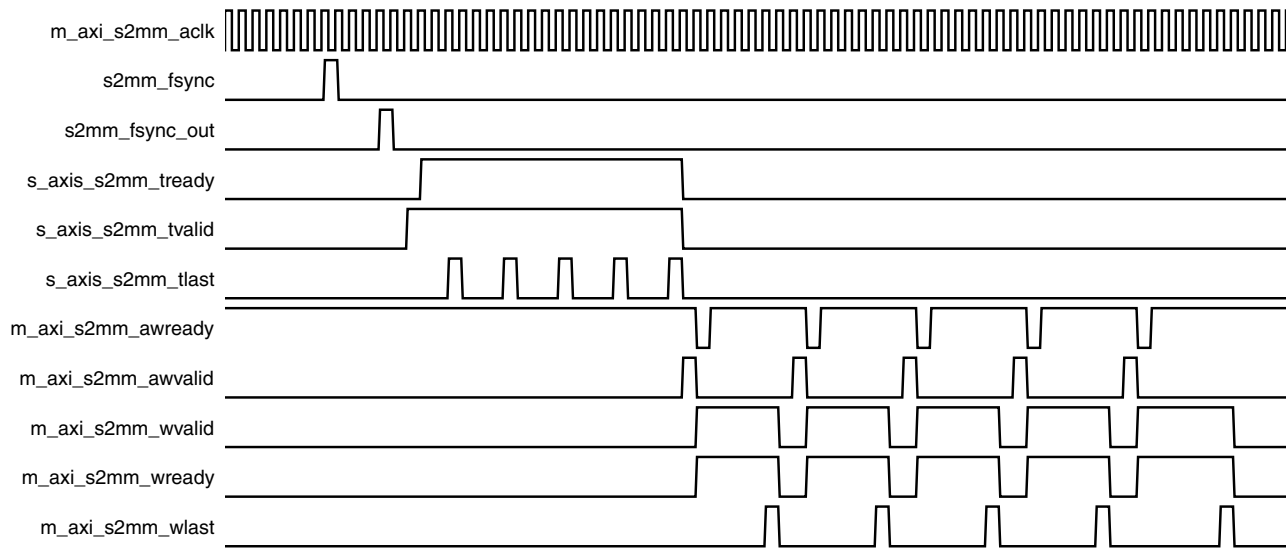 m_axi_s2mm_aclk
s2mm_fsync
s2mm_fsync_out
s_axis_s2mm_tready
s_axis_s2mm_tvalid
s_axis_s2mm_tlast
m_axi_s2mm_awready
m_axi_s2mm_awvalid
m_axi_s2mm_wvalid
m_axi_s2mm_wready
m_axi_s2mm_wlast